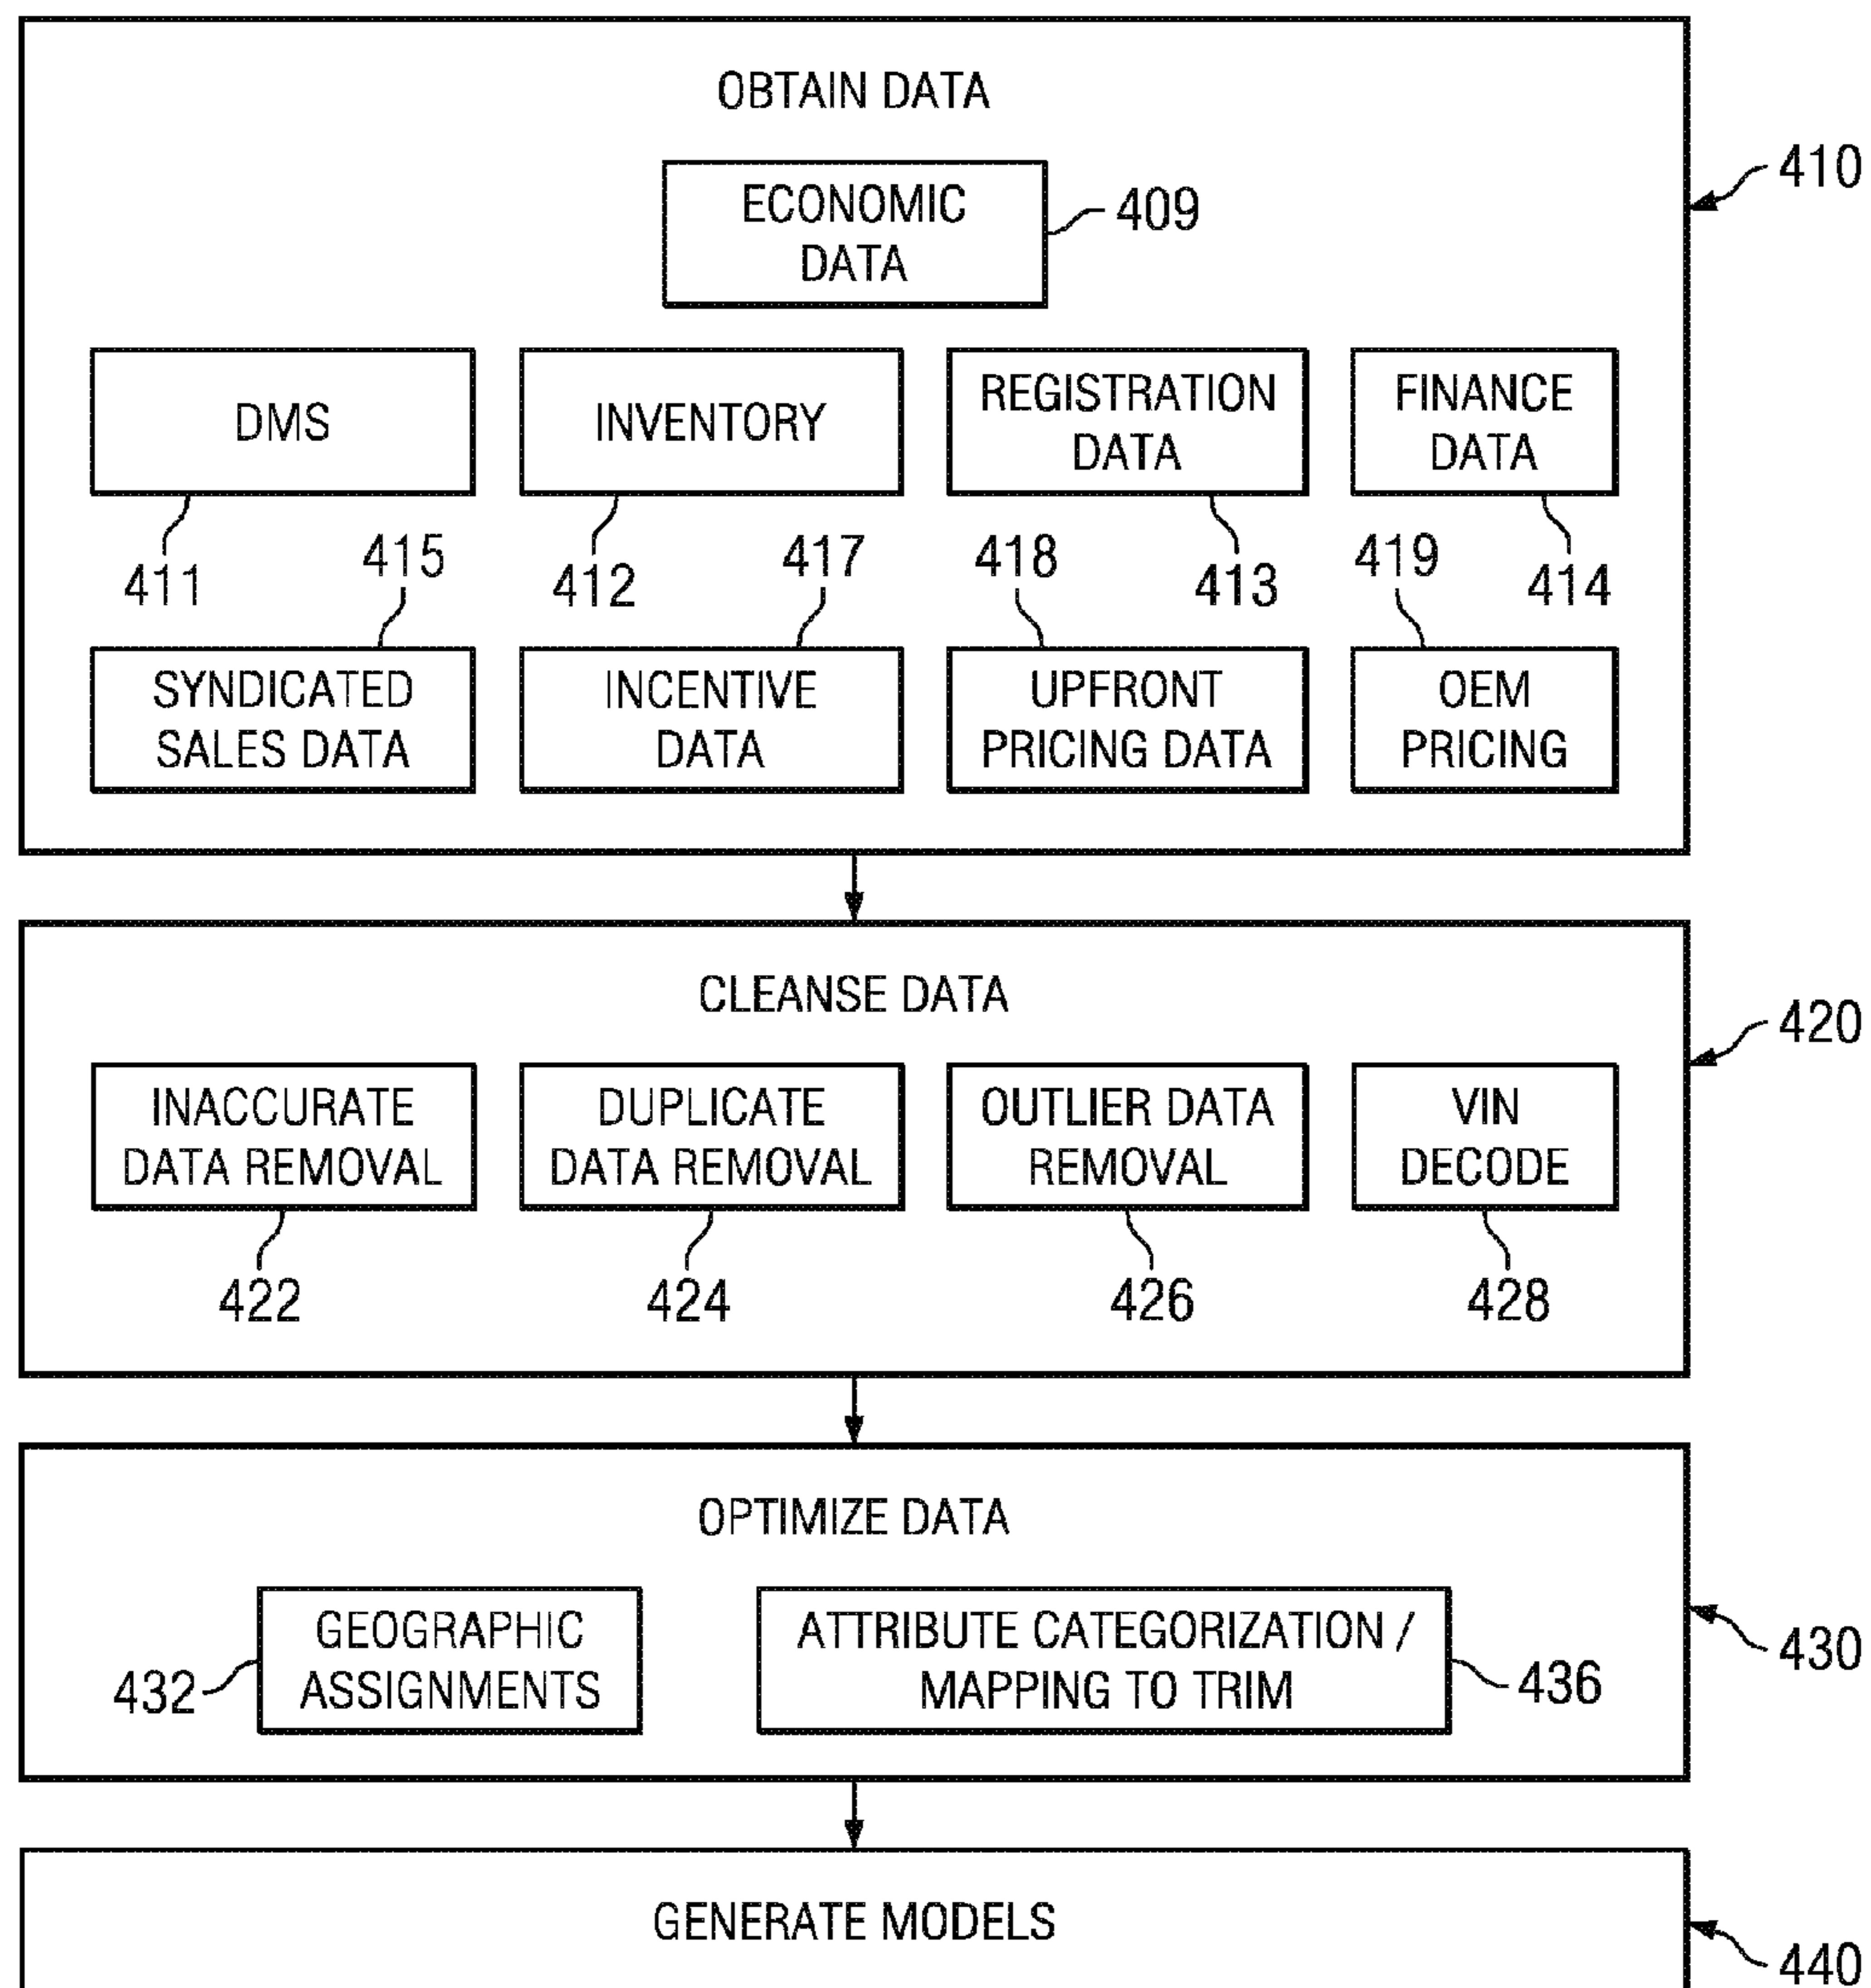 OBTAIN DATA
410
ECONOMIC
DATA
409
DMS
INVENTORY
REGISTRATION
DATA
FINANCE
DATA
411
415
412
417
418
413
419
414
SYNDICATED
SALES DATA
INCENTIVE
DATA
UPFRONT
PRICING DATA
OEM
PRICING
CLEANSE DATA
420
INACCURATE
DATA REMOVAL
DUPLICATE
DATA REMOVAL
OUTLIER DATA
REMOVAL
VIN
DECODE
422
424
426
428
OPTIMIZE DATA
430
432
GEOGRAPHIC
ASSIGNMENTS
ATTRIBUTE CATEGORIZATION /
MAPPING TO TRIM
436
GENERATE MODELS
440